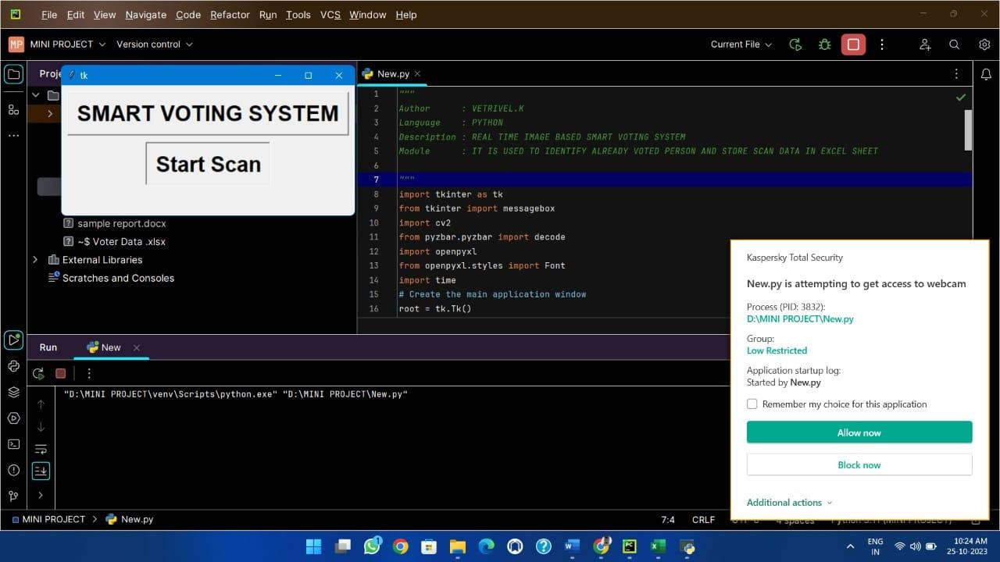 PC File Edit View Navigate Code Refactor Run Tools VCS Window Help
MP MINI PROJECT Version control Current File
Proje
tk
SMART VOTING SYSTEM
Start Scan
sample report.docx
~$ Voter Data .xlsx
External Libraries
Scratches and Consoles
New.py
1 """
2 Author : VETRIVEL.K
3 Language : PYTHON
4 Description : REAL TIME IMAGE BASED SMART VOTING SYSTEM
5 Module : IT IS USED TO IDENTIFY ALREADY VOTED PERSON AND STORE SCAN DATA IN EXCEL SHEET
6
7 """
8 import tkinter as tk
9 from tkinter import messagebox
10 import cv2
11 from pyzbar.pyzbar import decode
12 import openpyxl
13 from openpyxl.styles import Font
14 import time
15 # Create the main application window
16 root = tk.Tk()
Run New
"D:\MINI PROJECT\venv\Scripts\python.exe" "D:\MINI PROJECT\New.py"
Kaspersky Total Security
New.py is attempting to get access to webcam
Process (PID: 3832):
D:\MINI PROJECT\New.py
Group:
Low Restricted
Application startup log:
Started by New.py
Remember my choice for this application
Allow now
Block now
Additional actions
MINI PROJECT > New.py 7:4 CRLF
1
ENG
IN
10:24 AM
25-10-2023